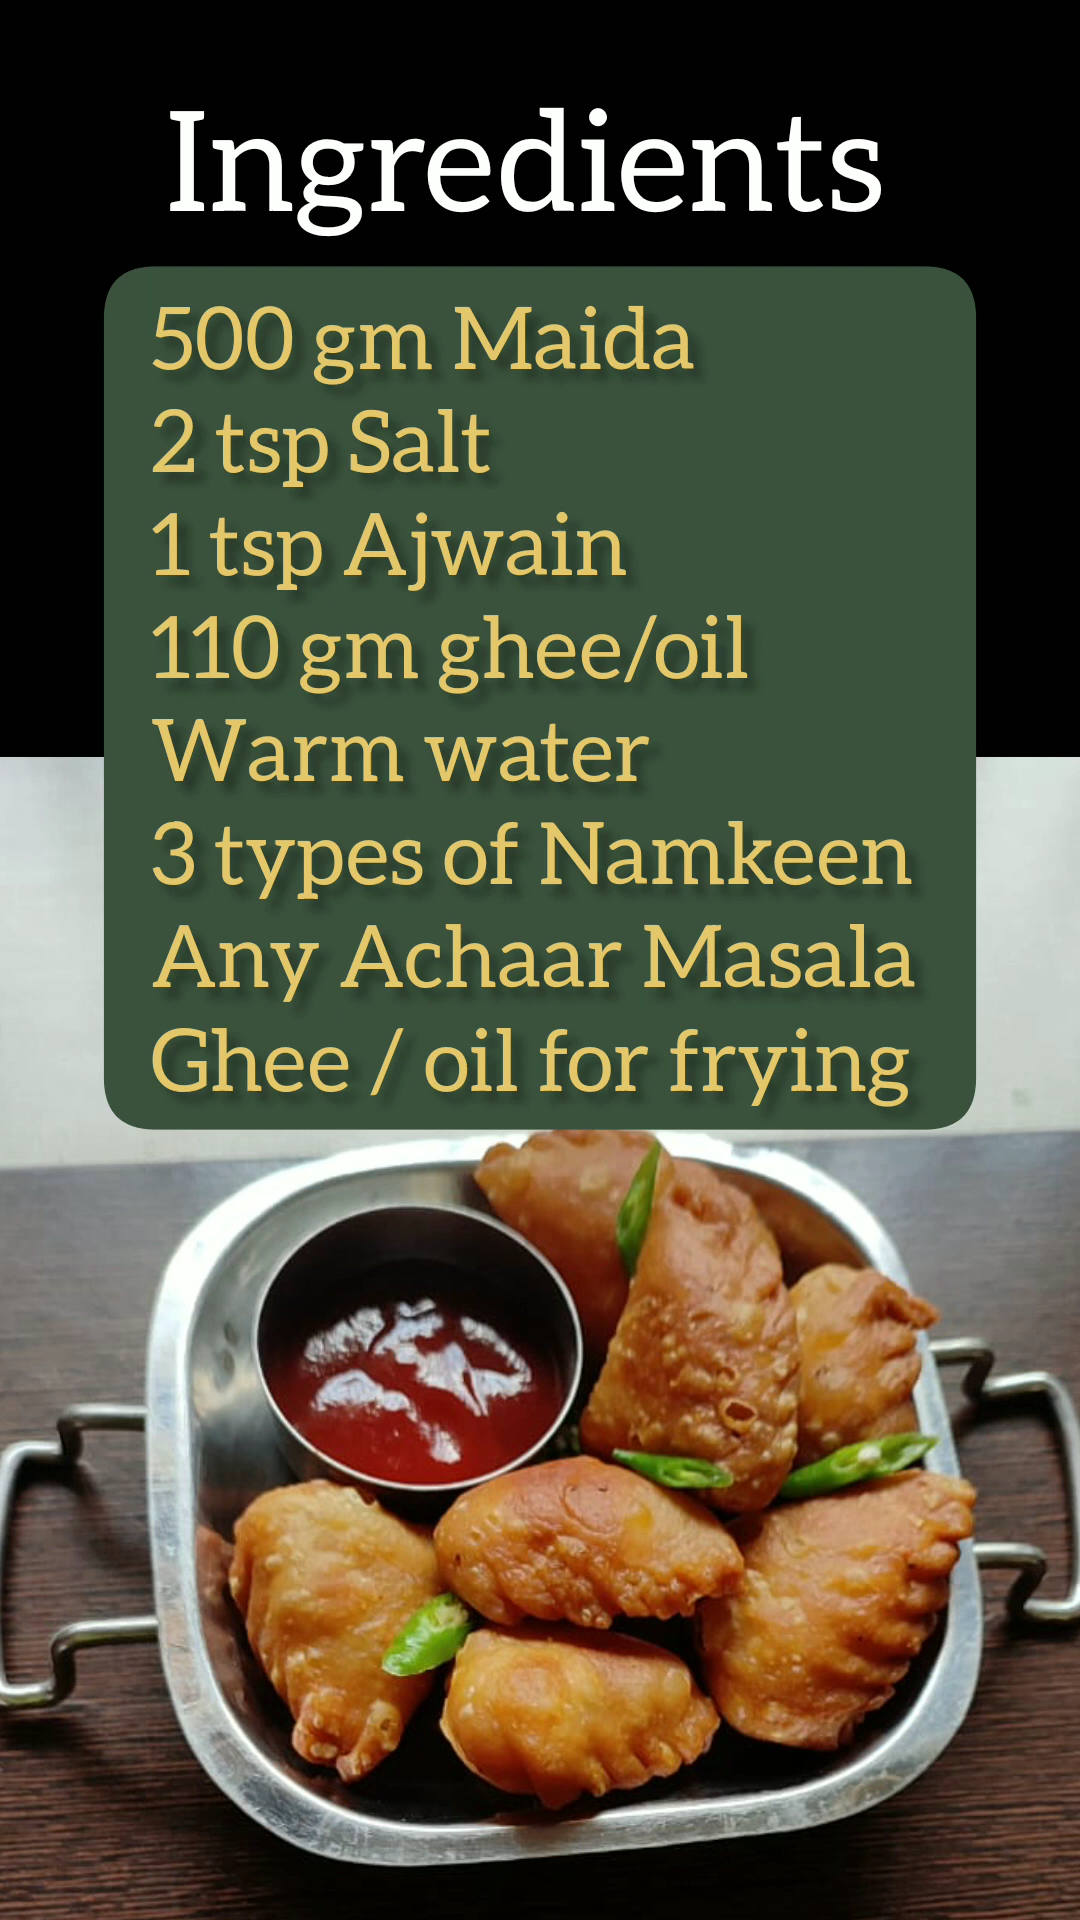 Ingredients
500 gm Maida
2 tsp Salt
1 tsp Ajwain
110 gm ghee/oil
Warm water
3 types of Namkeen
Any Achaar Masala
Ghee / oil for frying